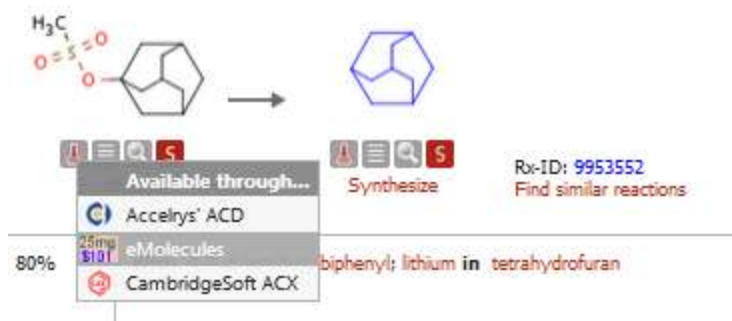 H₃C
O S O
O
S S
Synthesize
Rx-ID: 9953552
Find similar reactions
Available through...
Accelrys' ACD
25mg $101 eMolecules
CambridgeSoft ACX
80% biphenyl; lithium in tetrahydrofuran